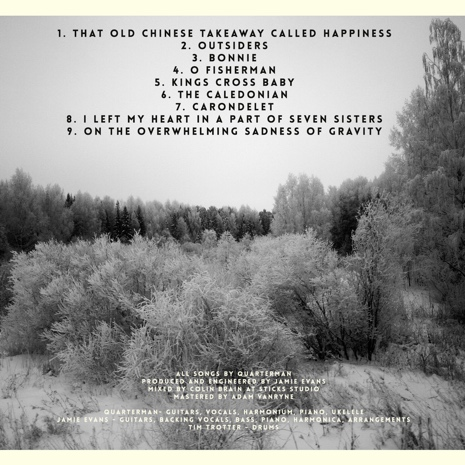 1. THAT OLD CHINESE TAKEAWAY CALLED HAPPINESS
2. OUTSIDERS
3. BONNIE
4. O FISHERMAN
5. KINGS CROSS BABY
6. THE CALEDONIAN
7. CARONDELET
8. I LEFT MY HEART IN A PART OF SEVEN SISTERS
9. ON THE OVERWHELMING SADNESS OF GRAVITY
ALL SONGS BY QUARTERMAN
PRODUCED AND ENGINEERED BY JAMIE EVANS
MIXED BY COLIN BRAIN AT STICKS STUDIO
MASTERED BY ADAM VANRYNE
QUARTERMAN- GUITARS, VOCALS, HARMONIUM, PIANO, UKELELE
JAMIE EVANS - GUITARS, BACKING VOCALS, BASS, PIANO, HARMONICA, ARRANGEMENTS
TIM TROTTER - DRUMS